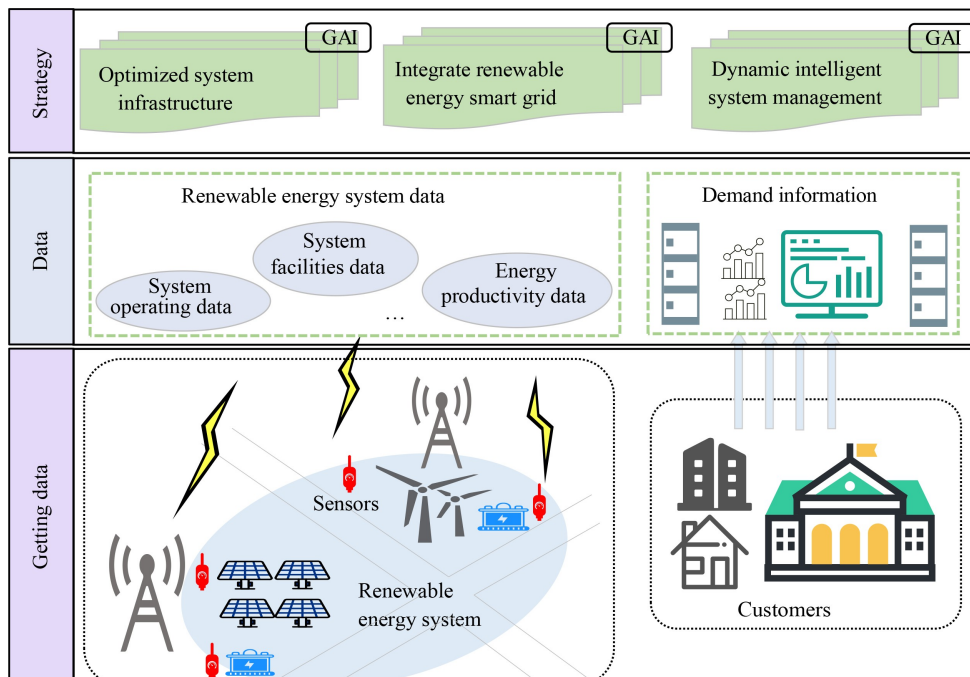 Strategy
GAI
Optimized system
infrastructure
GAI
Integrate renewable
energy smart grid
GAI
Dynamic intelligent
system management
Data
Renewable energy system data
System
operating data
System
facilities data
...
Energy
productivity data
Demand information
Getting data
Sensors
Renewable
energy system
Customers